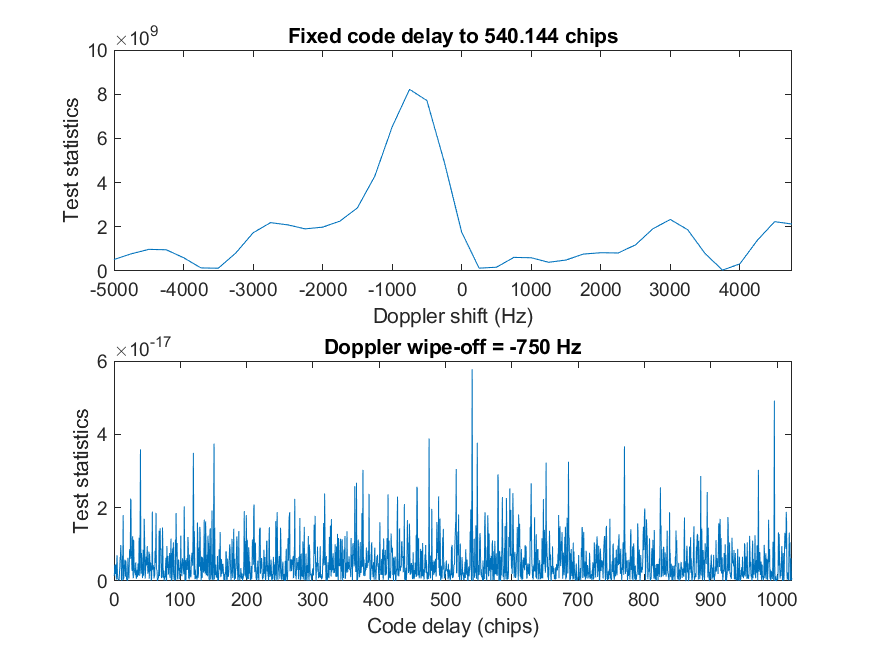 ×10^9
Fixed code delay to 540.144 chips
10
8
6
4
2
0
Test statistics
-5000 -4000 -3000 -2000 -1000 0 1000 2000 3000 4000
Doppler shift (Hz)
×10^-17
Doppler wipe-off = -750 Hz
6
4
2
0
Test statistics
0 100 200 300 400 500 600 700 800 900 1000
Code delay (chips)